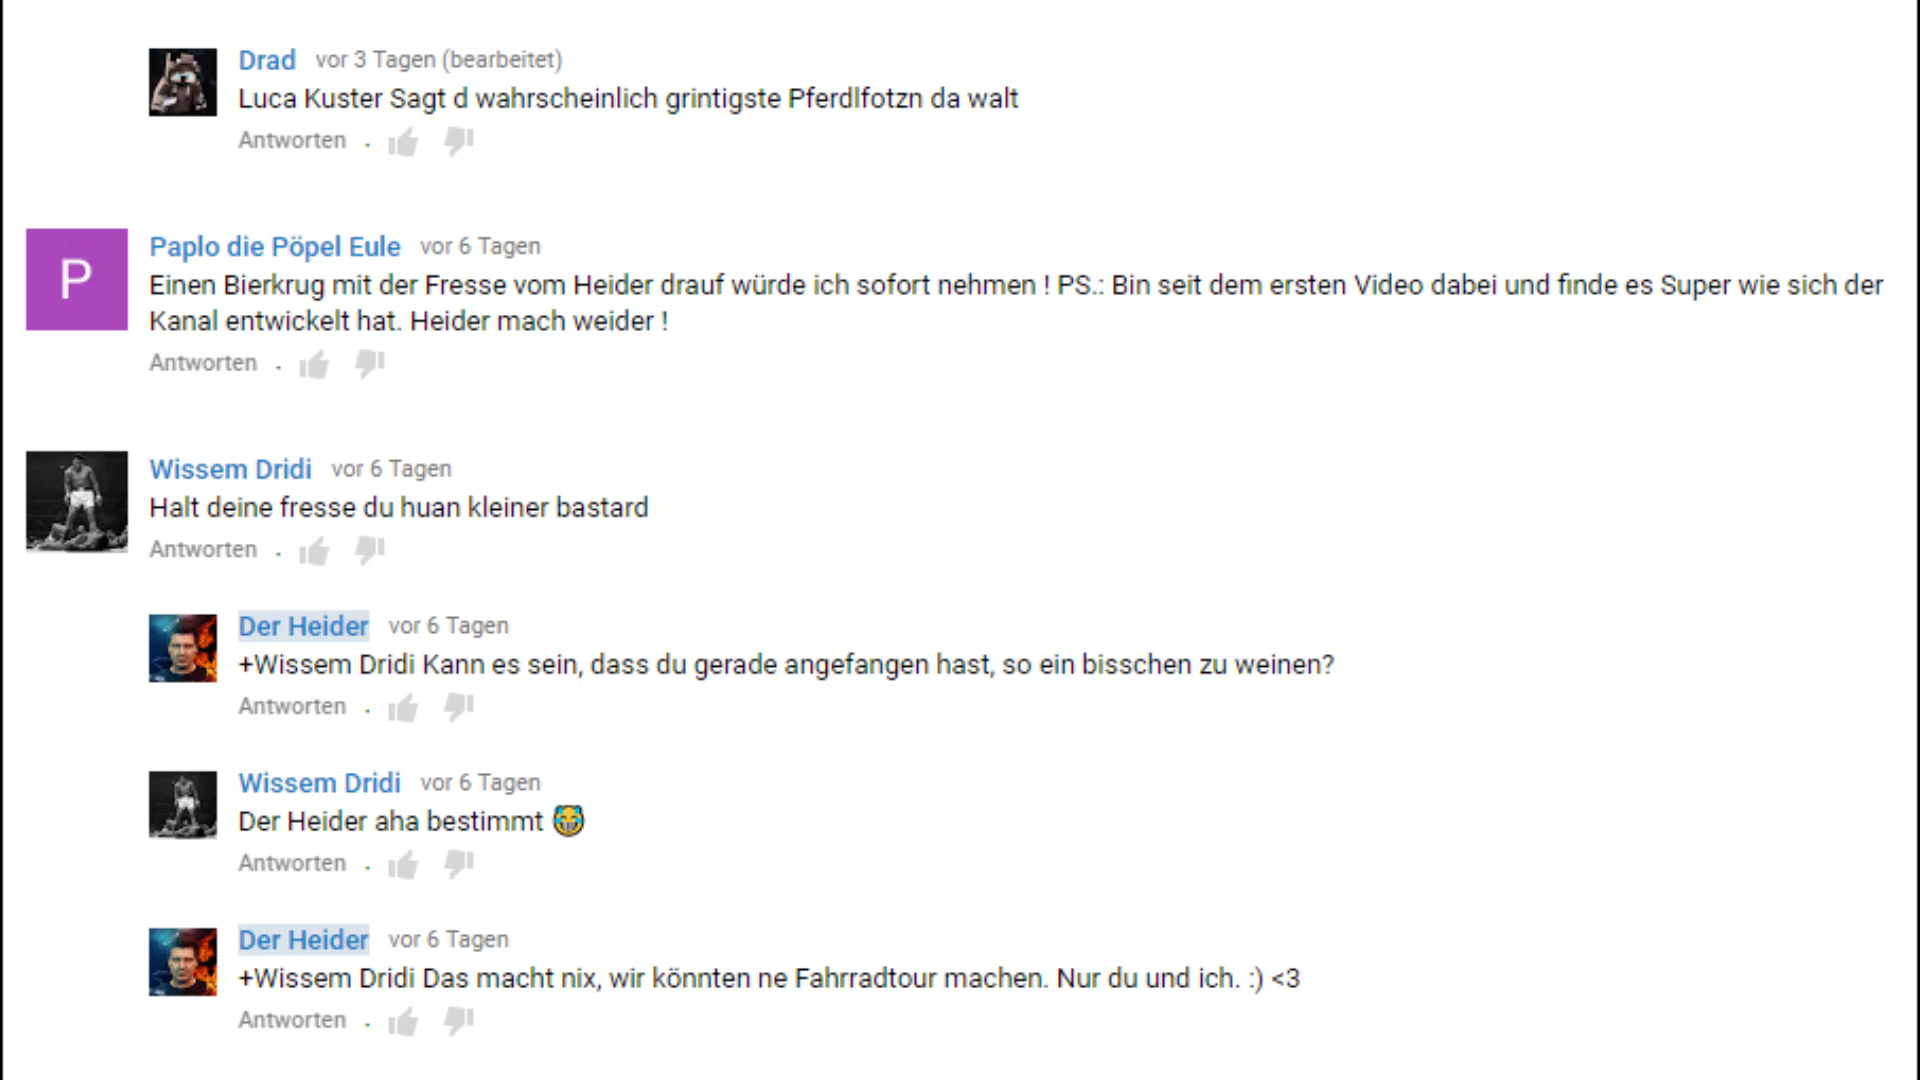 Drad vor 3 Tagen (bearbeitet)
Luca Kuster Sagt d wahrscheinlich grintigste Pferdlfotzn da walt
Antworten .
P
Paplo die Pöpel Eule vor 6 Tagen
Einen Bierkrug mit der Fresse vom Heider drauf würde ich sofort nehmen ! PS.: Bin seit dem ersten Video dabei und finde es Super wie sich der
Kanal entwickelt hat. Heider mach weider !
Antworten .
Wissem Dridi vor 6 Tagen
Halt deine fresse du huan kleiner bastard
Antworten .
Der Heider vor 6 Tagen
+Wissem Dridi Kann es sein, dass du gerade angefangen hast, so ein bisschen zu weinen?
Antworten .
Wissem Dridi vor 6 Tagen
Der Heider aha bestimmt 😂
Antworten .
Der Heider vor 6 Tagen
+Wissem Dridi Das macht nix, wir könnten ne Fahrradtour machen. Nur du und ich. :) <3
Antworten .